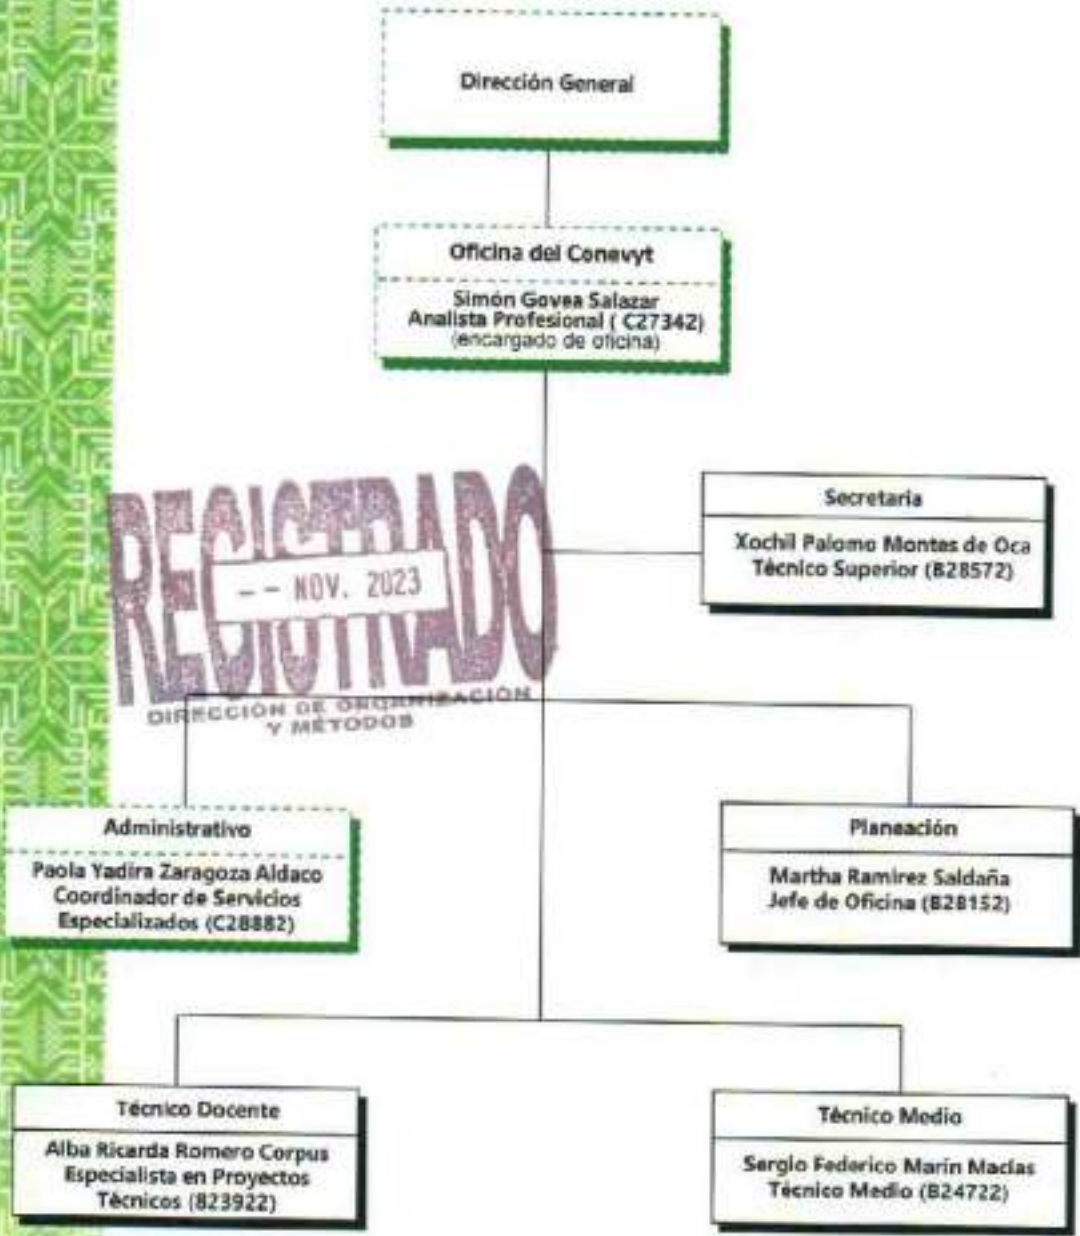 Dirección General
Oficina del Conevyt
Simón Govea Salazar
Analista Profesional ( C27342)
(encargado de oficina)
Secretaria
Xochil Palomo Montes de Oca
Técnico Superior (B28572)
REGISTRADO
-- NOV. 2023
DIRECCIÓN DE ORGANIZACIÓN
Y MÉTODOS
Administrativo
Paola Yadira Zaragoza Aldaco
Coordinador de Servicios
Especializados (C28882)
Planeación
Martha Ramirez Saldaña
Jefe de Oficina (B28152)
Técnico Docente
Alba Ricarda Romero Corpus
Especialista en Proyectos
Técnicos (B23922)
Técnico Medio
Sergio Federico Marín Macías
Técnico Medio (B24722)